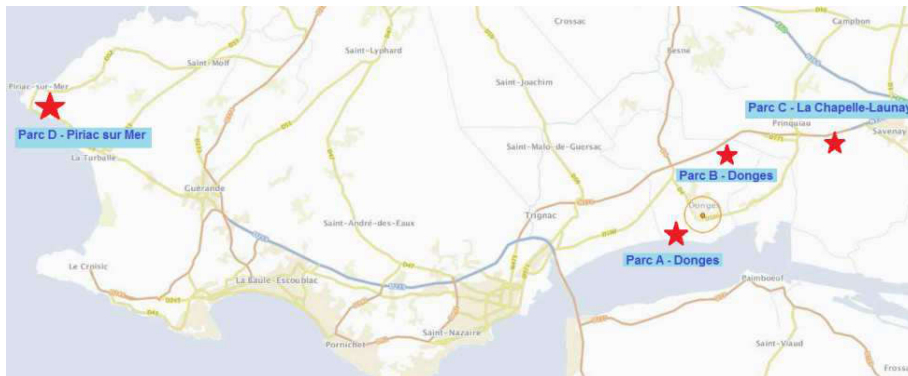 Crossac
Campbon
Saint-Lyphard
Besné
Saint-Molf
Piriac-sur-Mer
Saint-Joachim
Parc C - La Chapelle-Launay
Prinquiau
Savenay
Parc D - Piriac sur Mer
La Turballe
Saint-Malo-de-Guersac
Parc B - Donges
Guérande
Donges
Trignac
Saint-André-des-Eaux
Parc A - Donges
Le Croisic
La Baule-Escoublac
Paimboeuf
Saint-Nazaire
Pornichet
Saint-Viaud
Frossa